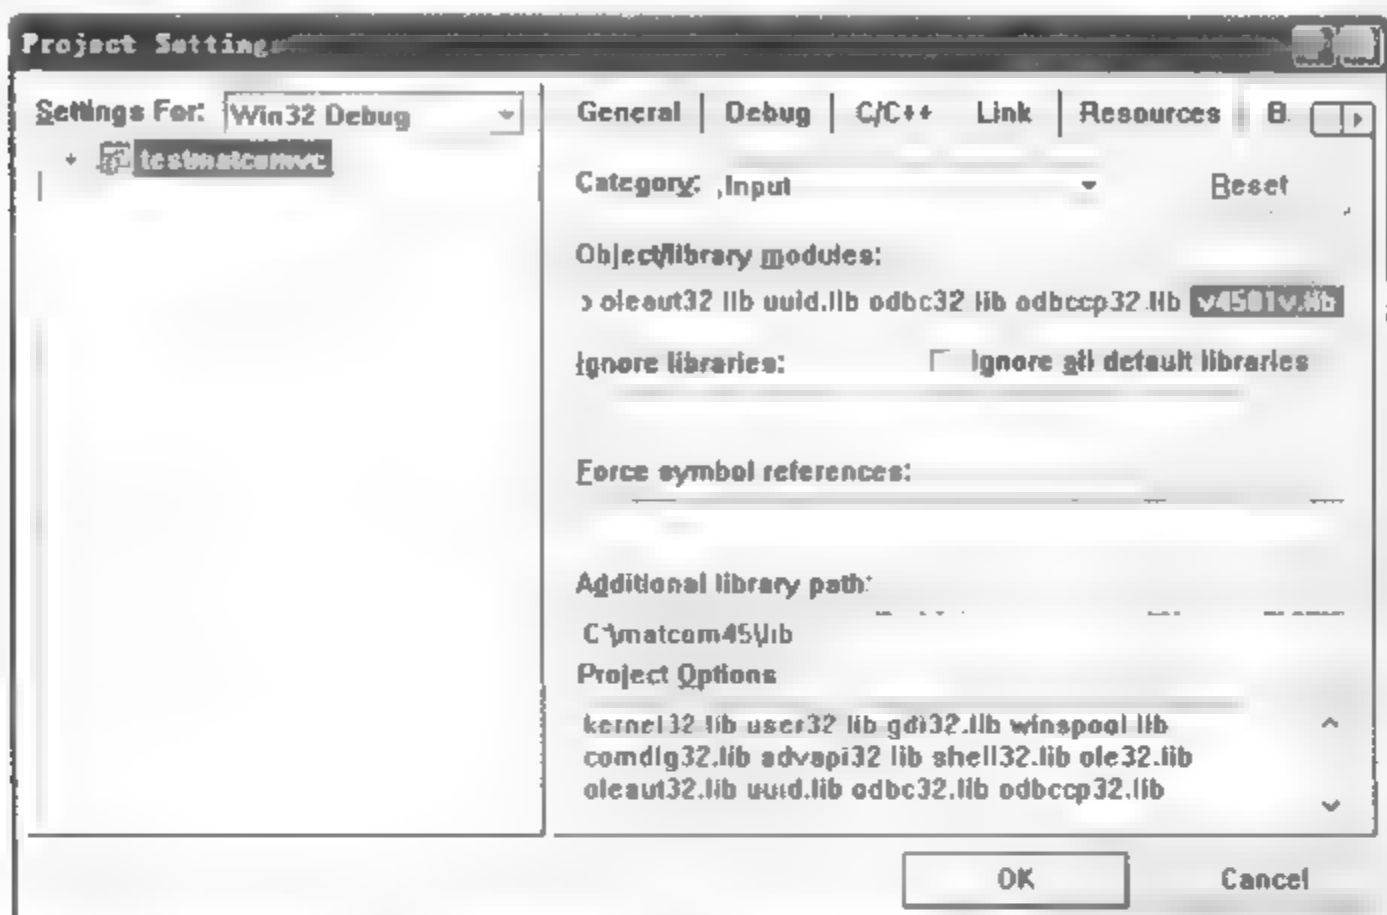 Project Settings
Settings For: Win32 Debug
testmatcomvc
General Debug C/C++ Link Resources B
Category: Input Reset
Object/library modules:
oleaut32 lib uuid.lib odbc32 lib odbccp32.lib v4501v.lib
Ignore libraries: Ignore all default libraries
Force symbol references:
Additional library path:
C:\matcom45\lib
Project Options
kernel32 lib user32 lib gdi32.lib winspool lib
comdlg32.lib advapi32 lib shell32.lib ole32.lib
oleaut32.lib uuid.lib odbc32.lib odbccp32.lib
OK Cancel